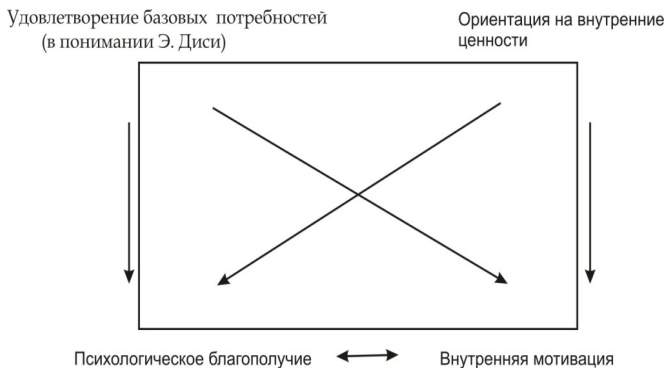 Удовлетворение базовых потребностей
(в понимании Э. Диси)
Ориентация на внутренние
ценности
Психологическое благополучие
Внутренняя мотивация